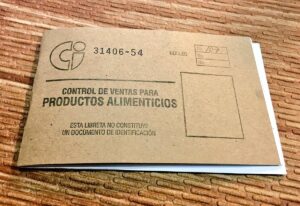 31406-54
CONTROL DE VENTAS PARA
PRODUCTOS ALIMENTICIOS
ESTA LIBRETA NO CONSTITUYE
UN DOCUMENTO DE IDENTIFICACIÓN